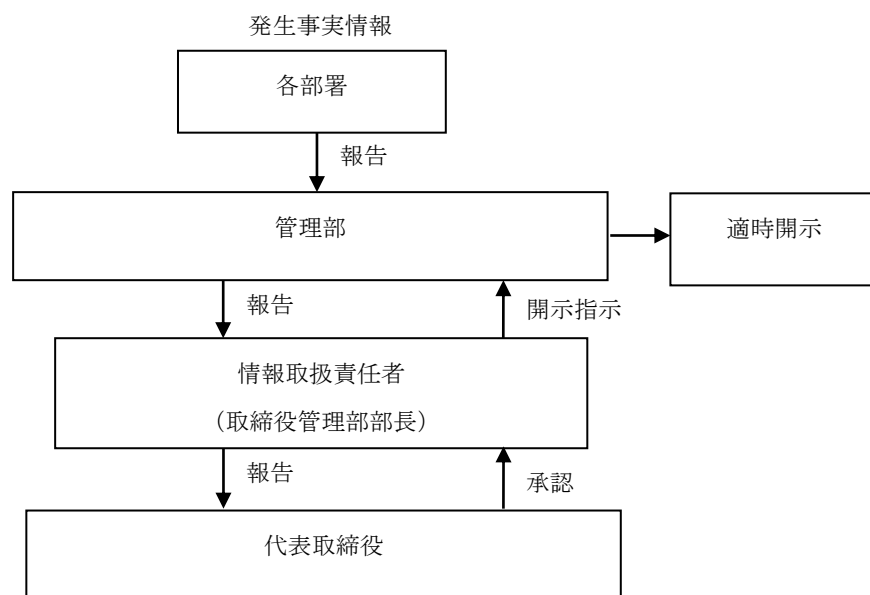 発生事実情報
各部署
報告
管理部
適時開示
報告
開示指示
情報取扱責任者
（取締役管理部部長）
報告
承認
代表取締役